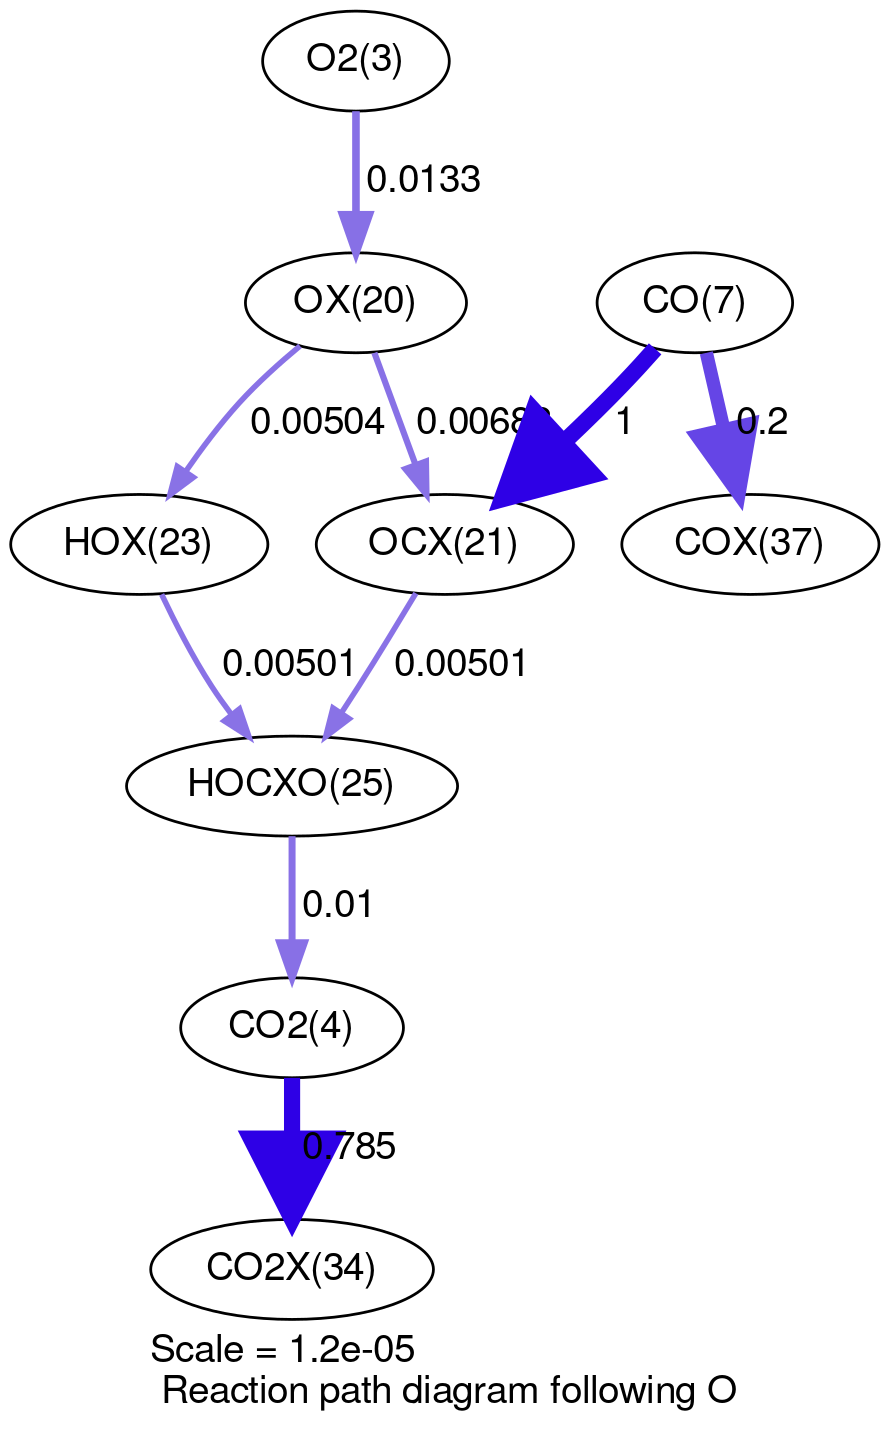 O2(3)
0.0133
OX(20)
CO(7)
0.00504
1
0.2
HOX(23)
OCX(21)
COX(37)
0.00501
0.00501
HOCXO(25)
0.01
CO2(4)
0.785
CO2X(34)
Scale = 1.2e-05
Reaction path diagram following O